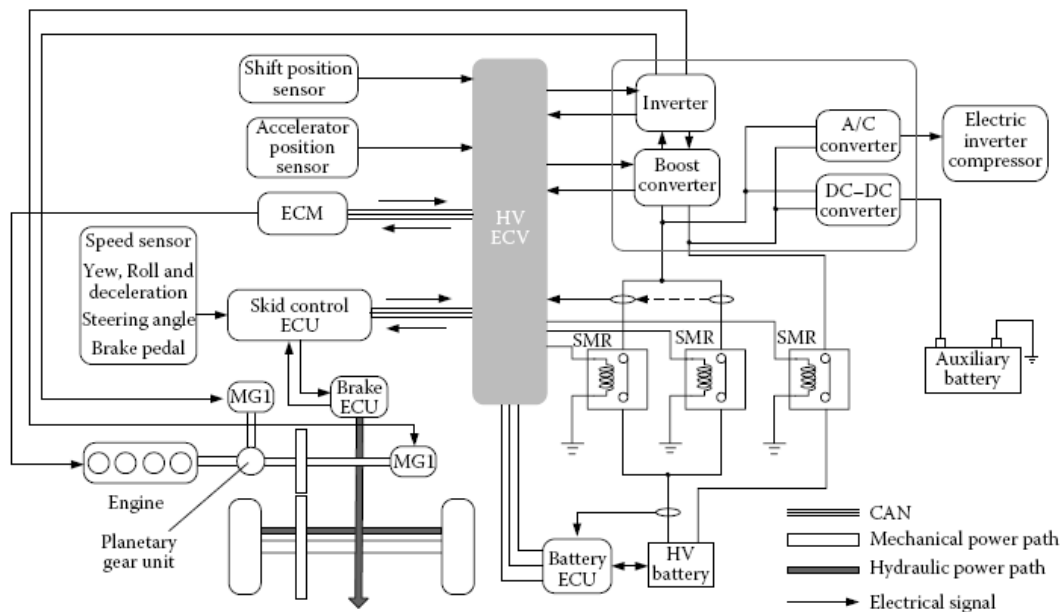 Shift position
sensor
Accelerator
position
sensor
ECM
Speed sensor
Yew, Roll and
deceleration
Steering angle
Brake pedal
Skid control
ECU
Brake
ECU
MG1
MG1
Engine
Planetary
gear unit
HV
ECV
Inverter
Boost
converter
A/C
converter
DC–DC
converter
Electric
inverter
compressor
SMR
SMR
SMR
Auxiliary
battery
Battery
ECU
HV
battery
CAN
Mechanical power path
Hydraulic power path
Electrical signal